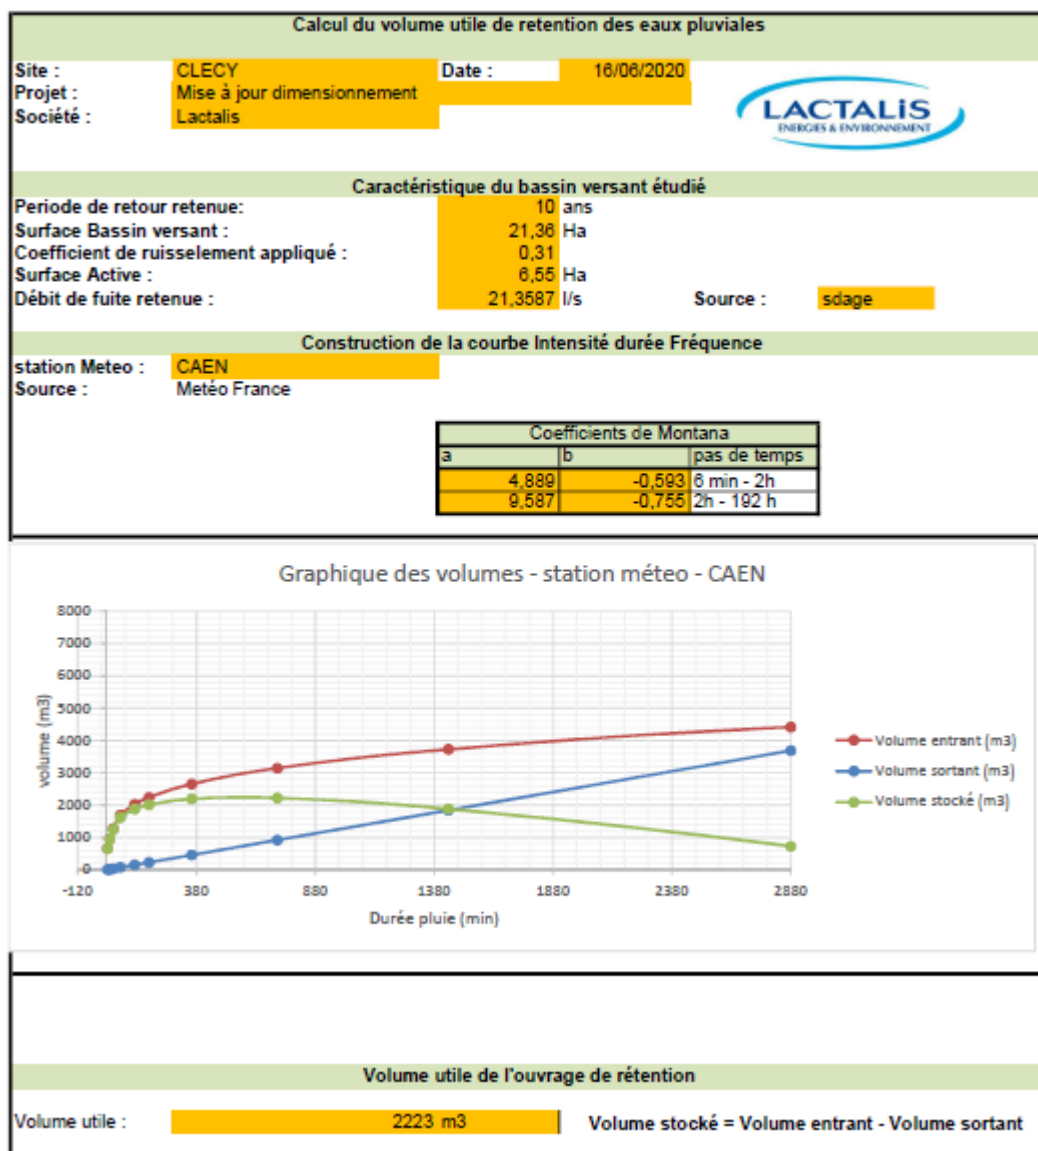 Calcul du volume utile de retention des eaux pluviales
Site : CLECY Date : 16/06/2020
Projet : Mise à jour dimensionnement
Société : Lactalis
LACTALiS
ENERGIES & ENVIRONNEMENT
Caractéristique du bassin versant étudié
Periode de retour retenue: 10 ans
Surface Bassin versant : 21,36 Ha
Coefficient de ruisselement appliqué : 0,31
Surface Active : 6,55 Ha
Débit de fuite retenue : 21,3587 l/s Source : sdage
Construction de la courbe Intensité durée Fréquence
station Meteo : CAEN
Source : Metéo France
Coefficients de Montana
a b pas de temps
4,889 -0,593 6 min - 2h
9,587 -0,755 2h - 192 h
Graphique des volumes - station méteo - CAEN
8000
7000
6000
5000
4000
3000
2000
1000
0
volume (m3)
-120 380 880 1380 1880 2380 2880
Durée pluie (min)
Volume entrant (m3)
Volume sortant (m3)
Volume stocké (m3)
Volume utile de l'ouvrage de rétention
Volume utile : 2223 m3 Volume stocké = Volume entrant - Volume sortant